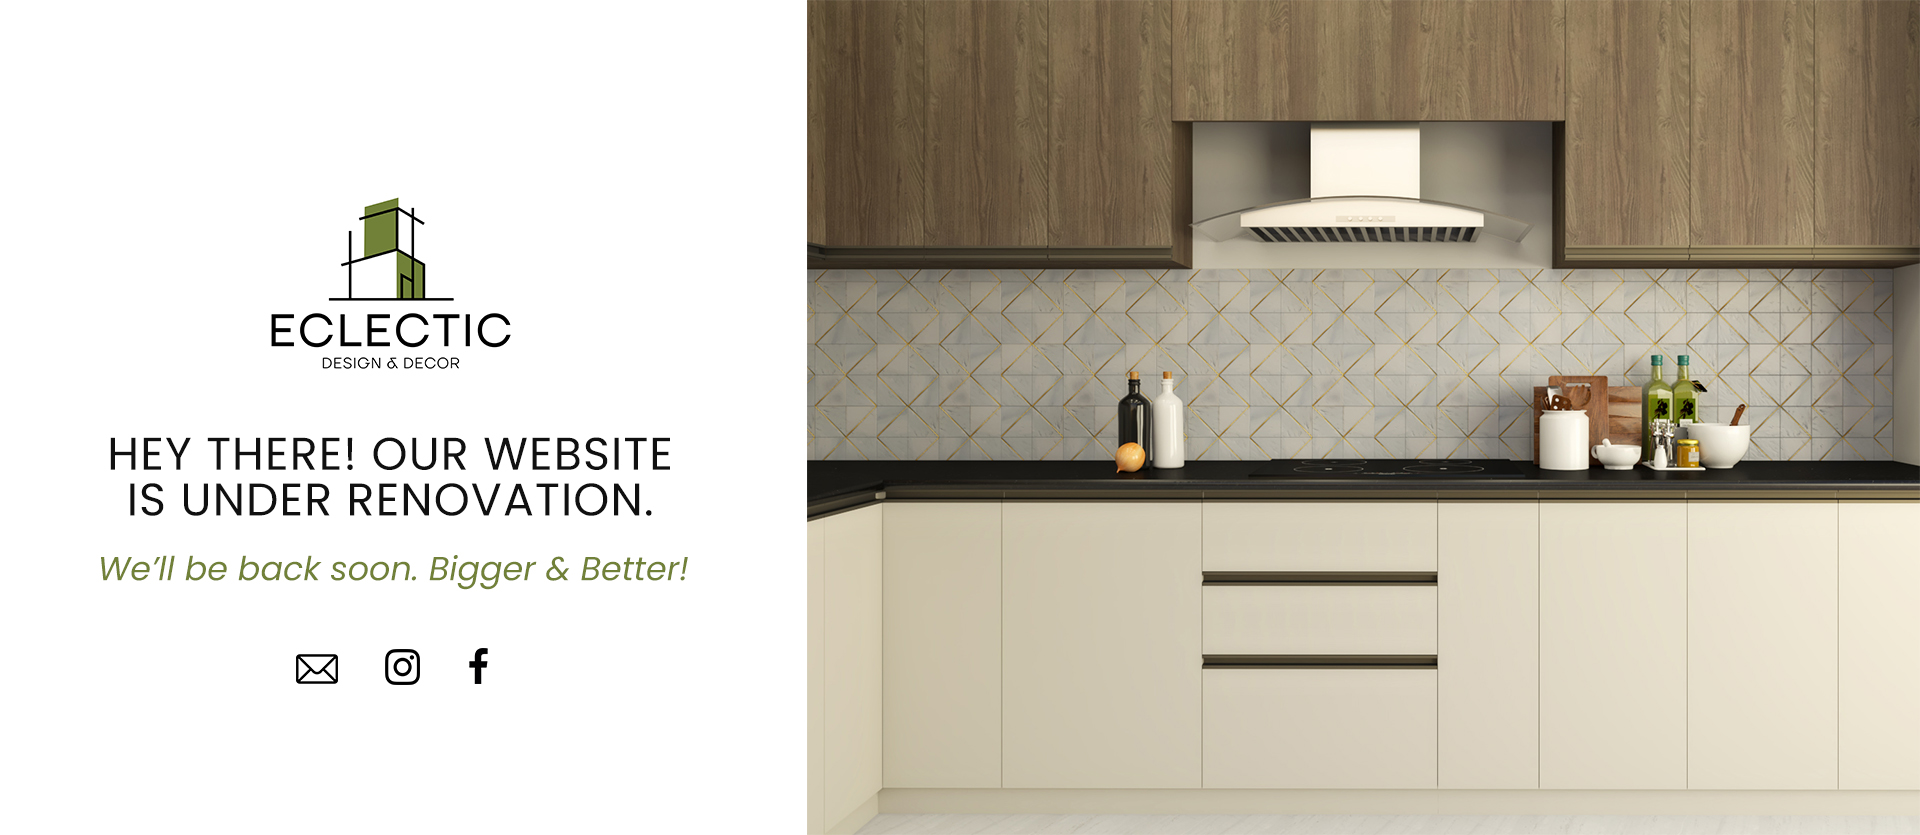 ECLECTIC
DESIGN & DECOR
HEY THERE! OUR WEBSITE
IS UNDER RENOVATION.
We’ll be back soon. Bigger & Better!